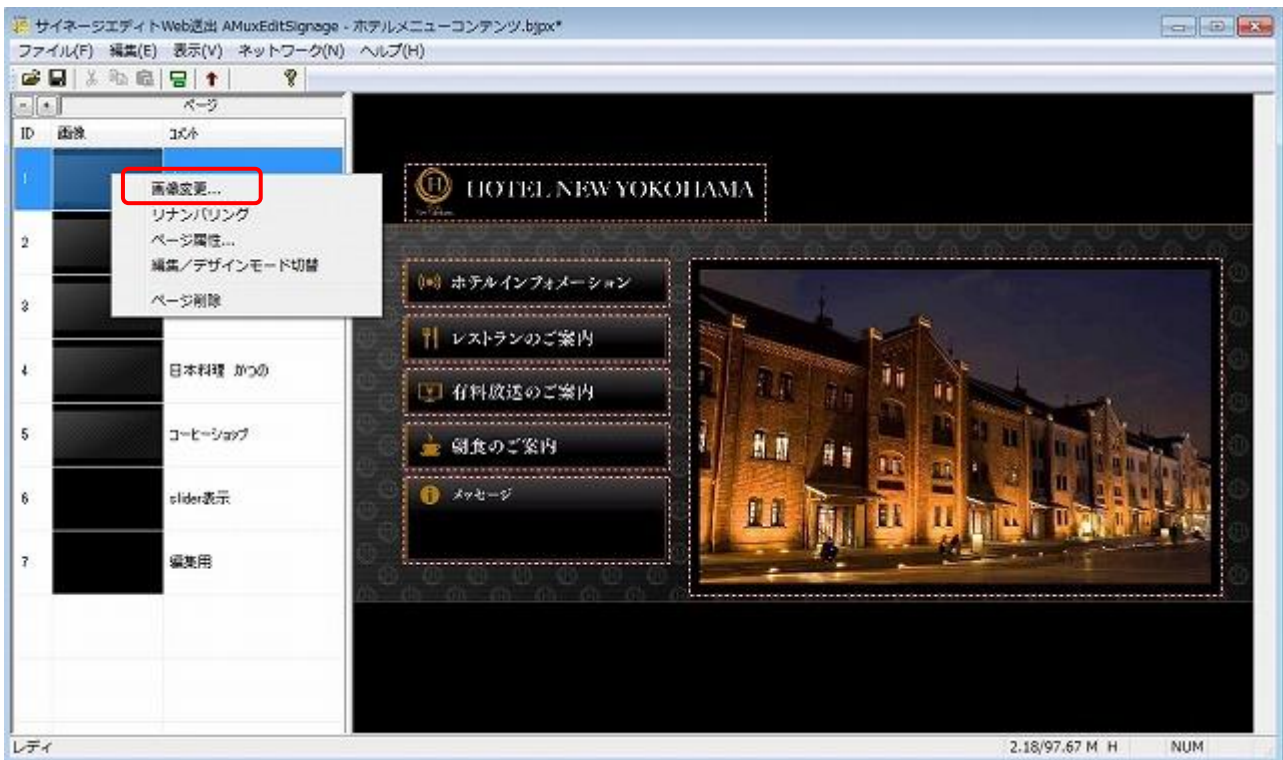 サイネージエディトWeb送出 AMuxEditSignage - ホテルメニューコンテンツ.bjpx*
ファイル(F) 編集(E) 表示(V) ネットワーク(N) ヘルプ(H)
ページ
ID 画像 コメント
1
画像変更...
リナンバリング
ページ属性...
編集／デザインモード切替
ページ削除
2
3
4 日本料理 かつの
5 コーヒーショップ
6 slider表示
7 編集用
H HOTEL NEW YOKOHAMA
ホテルインフォメーション
レストランのご案内
有料放送のご案内
朝食のご案内
メッセージ
レディ
2.18/97.67 M H NUM